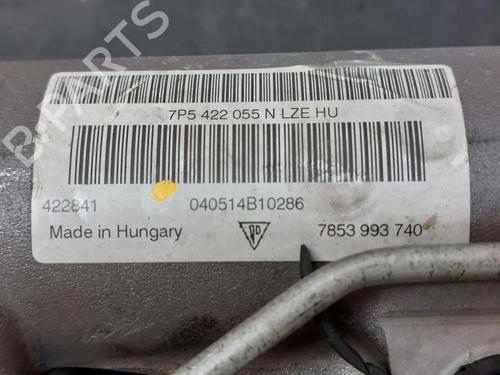 B-PARTS
7P5 422 055 N LZE HU
422841 040514B10286
Made in Hungary 7853 993 740